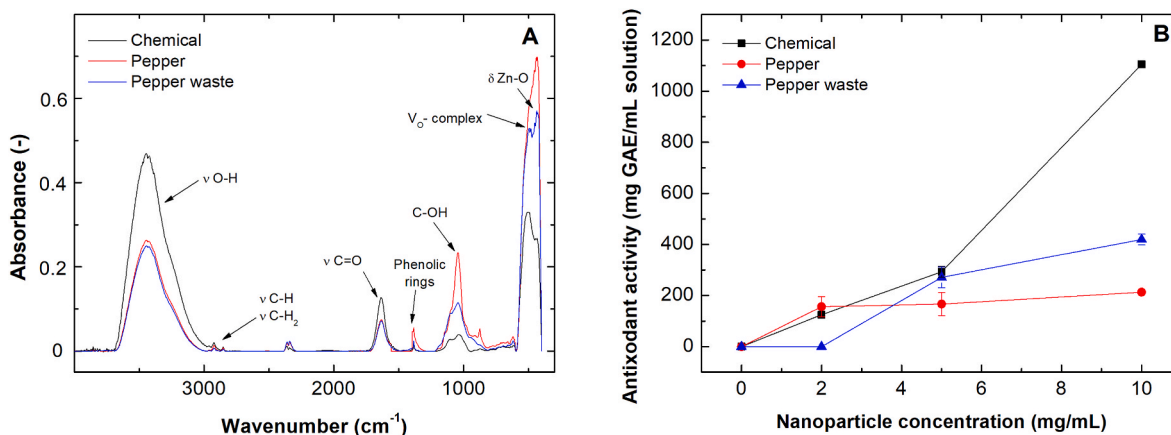 A
Chemical
Pepper
Pepper waste
δ Zn-O
V_O- complex
ν O-H
C-OH
ν C=O
Phenolic
rings
ν C-H
ν C-H₂
0.6
0.4
0.2
0
Absorbance (-)
3000 2000 1000
Wavenumber (cm⁻¹)
B
Chemical
Pepper
Pepper waste
1200
1000
800
600
400
200
0
Antixodant activity (mg GAE/mL solution)
0 2 4 6 8 10
Nanoparticle concentration (mg/mL)